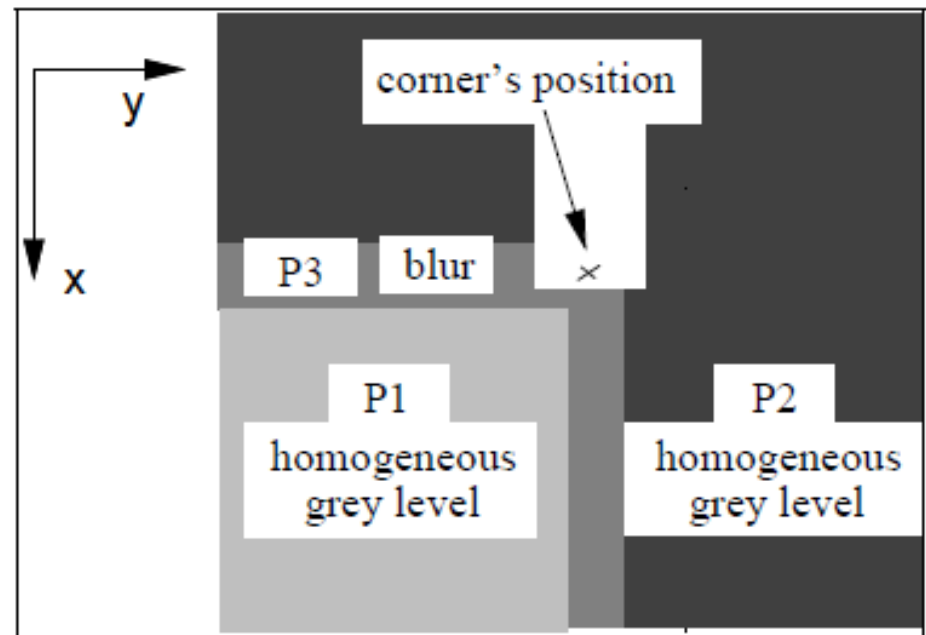 corner's position
y
x
P3
blur
P1
homogeneous
grey level
P2
homogeneous
grey level